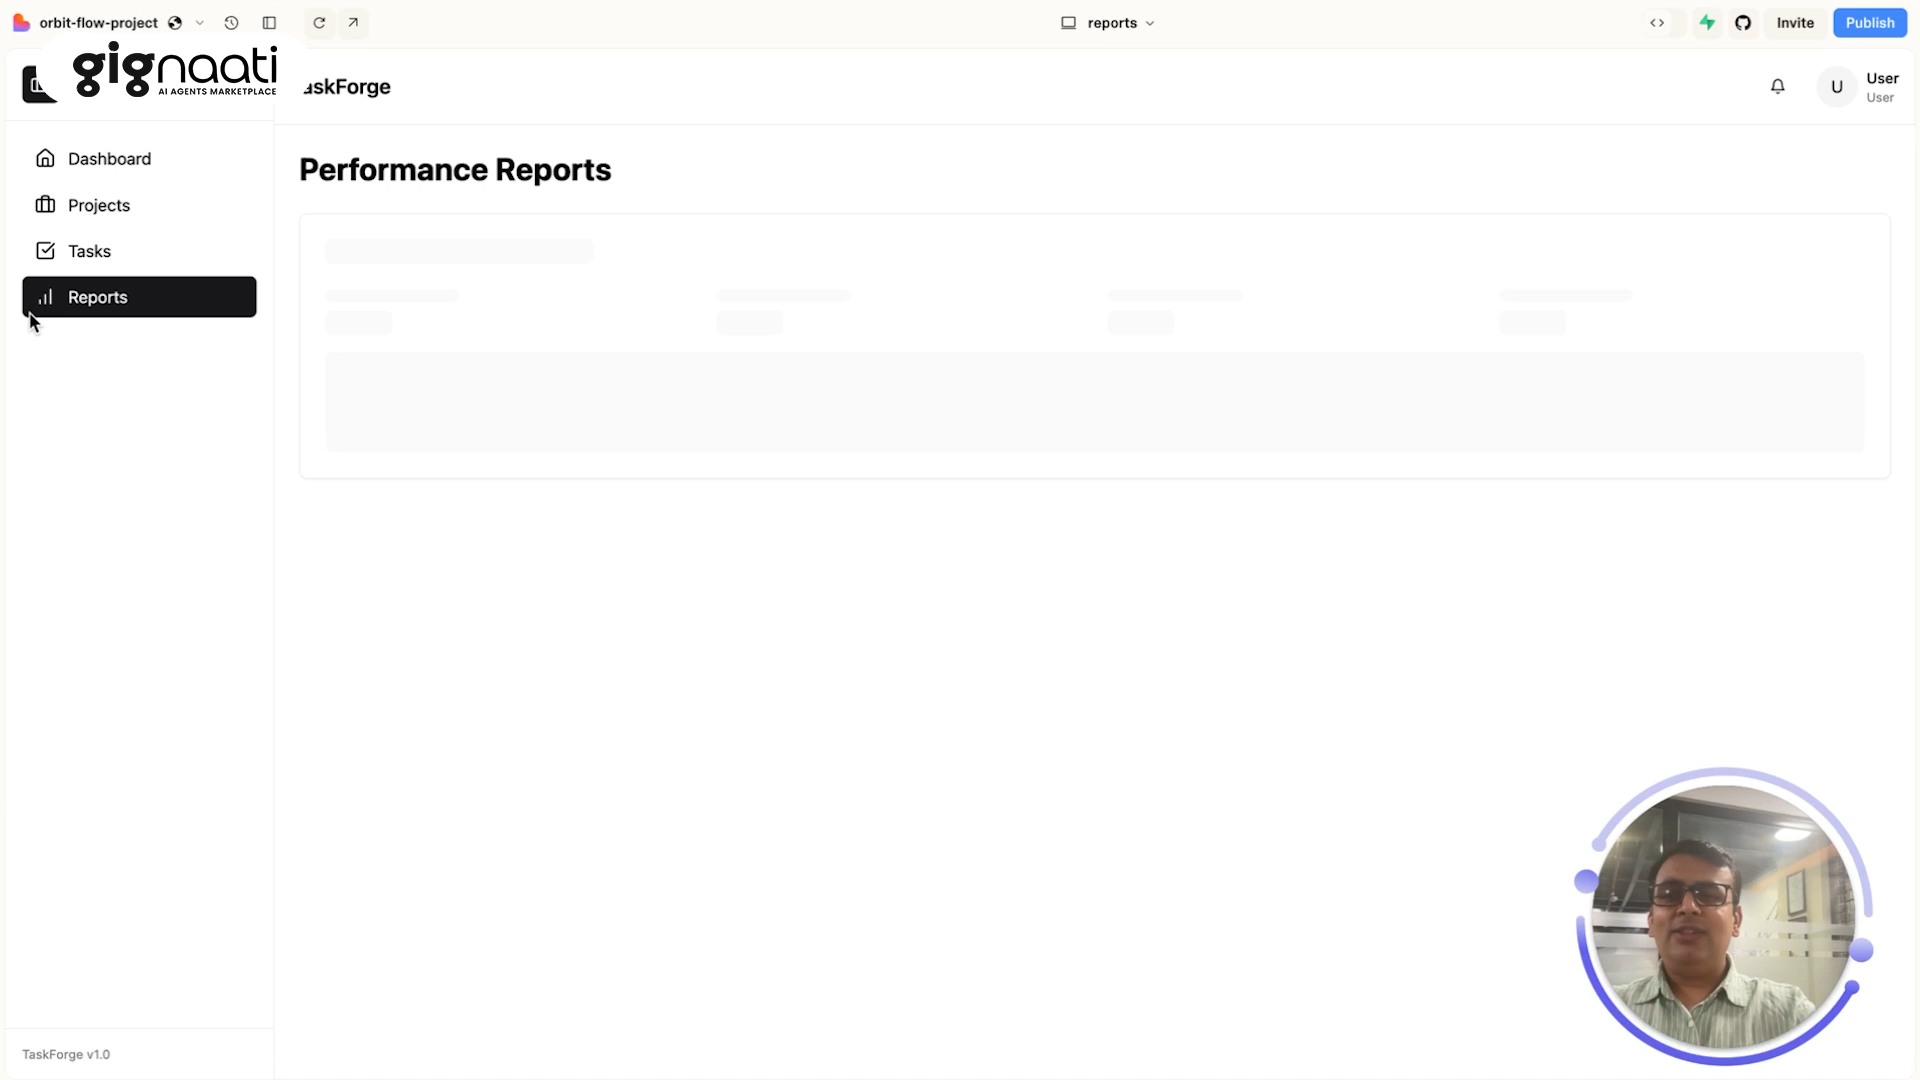 orbit-flow-project
reports
Invite
Publish
gignaati
AI AGENTS MARKETPLACE
askForge
U
User
User
Dashboard
Projects
Tasks
Reports
Performance Reports
TaskForge v1.0